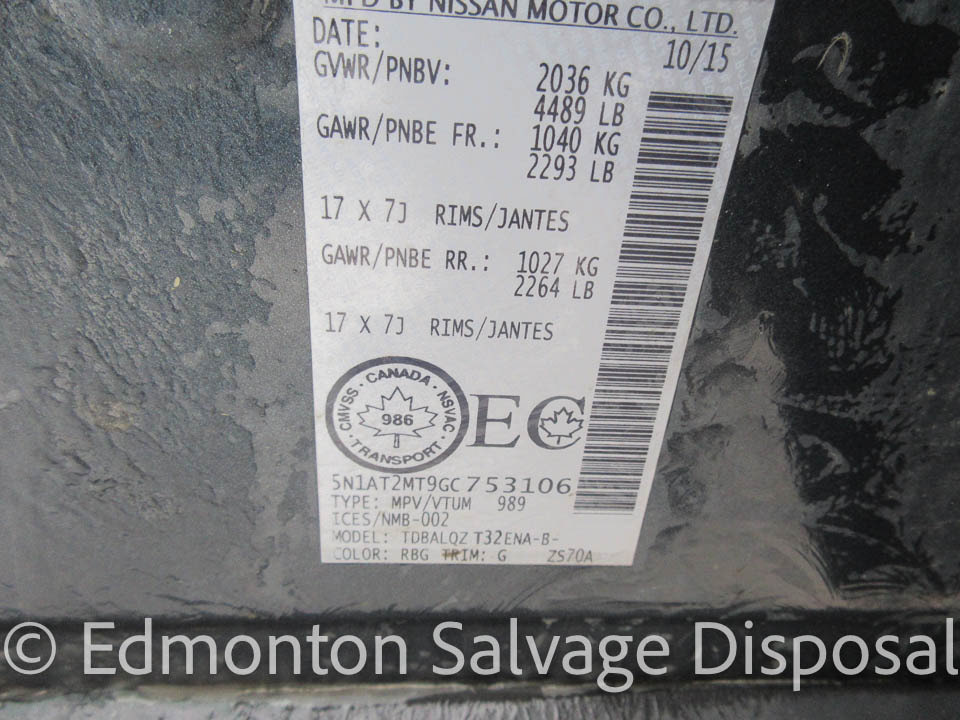 MFD BY NISSAN MOTOR CO., LTD.
DATE: 10/15
GVWR/PNBV: 2036 KG
4489 LB
GAWR/PNBE FR.: 1040 KG
2293 LB
17 X 7J RIMS/JANTES
GAWR/PNBE RR.: 1027 KG
2264 LB
17 X 7J RIMS/JANTES
CMVSS · CANADA · NSVAC
986
· TRANSPORT ·
EC
5N1AT2MT9GC753106
TYPE: MPV/VTUM 989
ICES/NMB-002
MODEL: TDBALQZ T32ENA-B-
COLOR: RBG TRIM: G ZS70A
© Edmonton Salvage Disposal